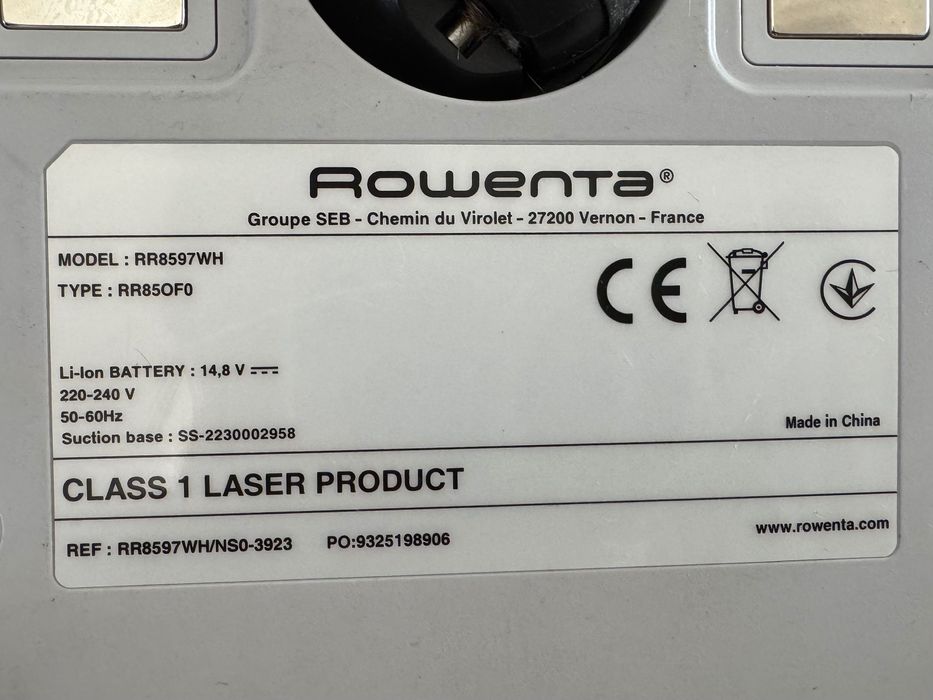 Rowenta®
Groupe SEB - Chemin du Virolet - 27200 Vernon - France
MODEL : RR8597WH
TYPE : RR85OF0
CE
Li-Ion BATTERY : 14,8 V
220-240 V
50-60Hz
Suction base : SS-2230002958
Made in China
CLASS 1 LASER PRODUCT
REF : RR8597WH/NS0-3923 PO:9325198906
www.rowenta.com